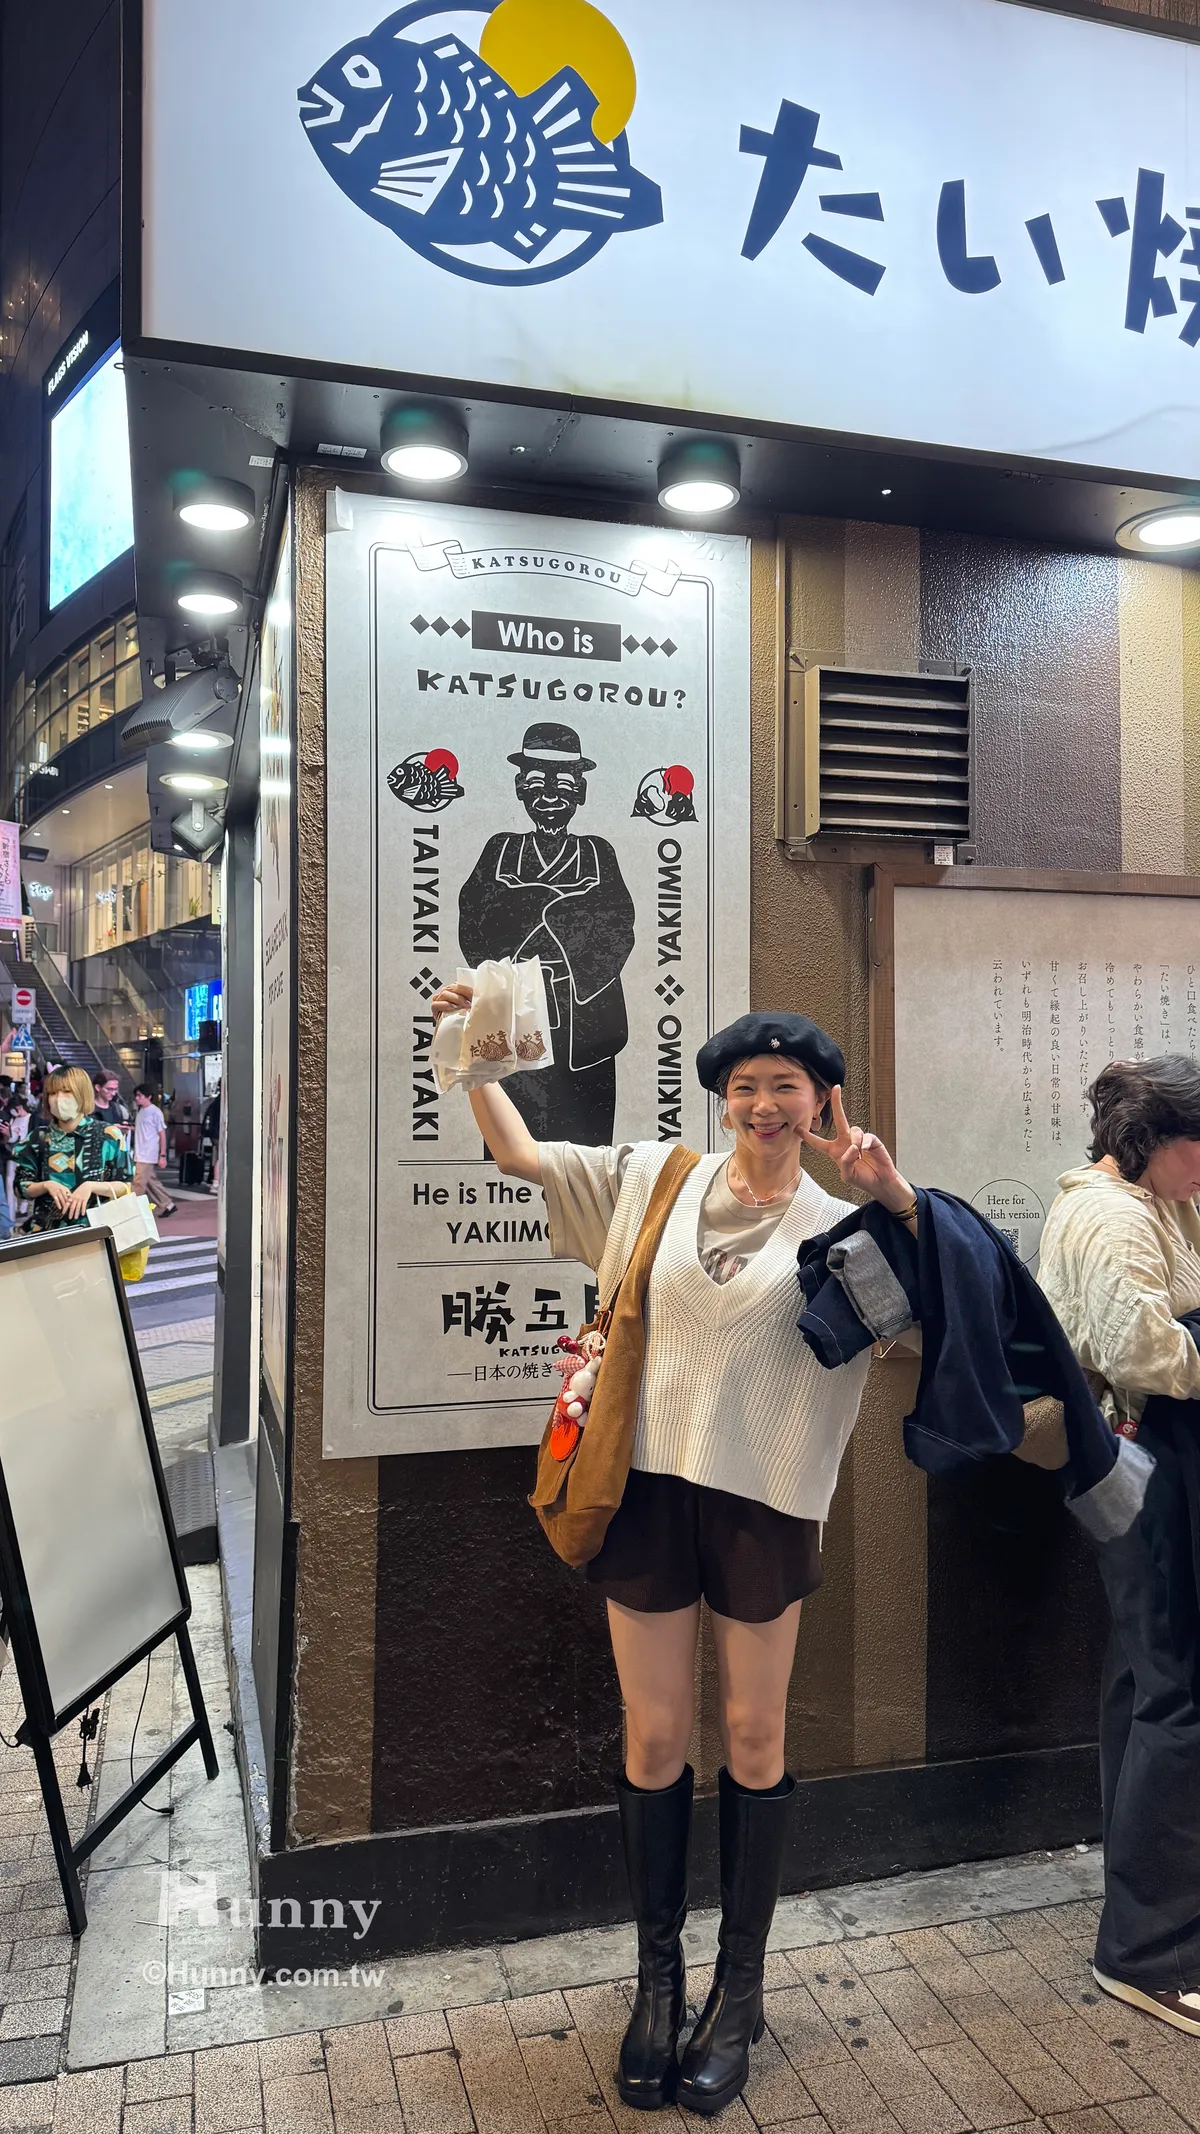 たい焼
FLAGS VISION
KATSUGOROU
Who is
KATSUGOROU?
TAIYAKI ❖ TAIYAKI
YAKIIMO ❖ YAKIIMO
He is The
YAKIIMO
勝五
KATSUG
―日本の焼き
たいやき
ひと口食べたら
「たい焼き」は、
やわらかい食感が
冷めてもしっとり
お召し上がりいただけます。
甘くて縁起の良い日常の甘味は、
いずれも明治時代から広まったと
云われています。
Here for
glish version
Hunny
©Hunny.com.tw